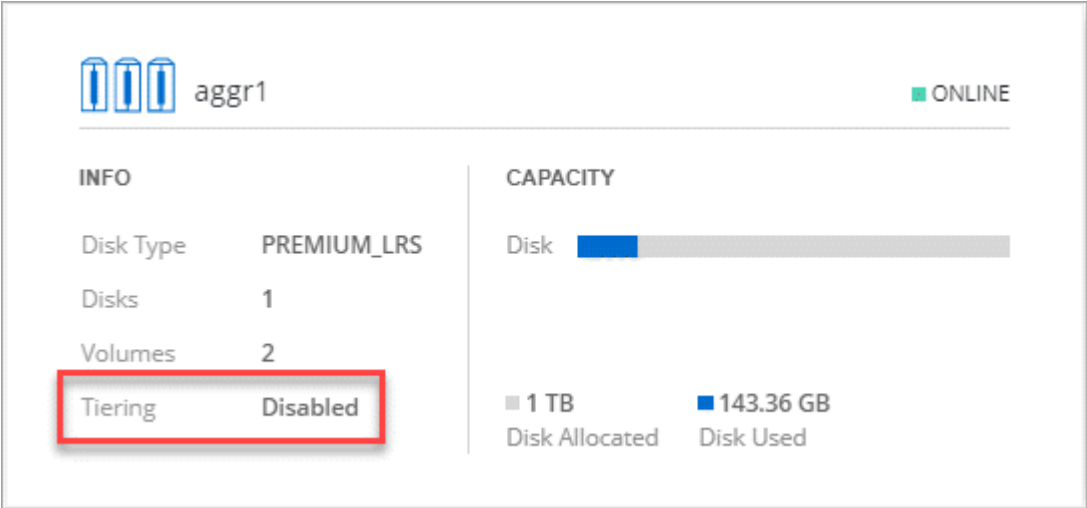 aggr1
ONLINE
INFO
Disk Type PREMIUM_LRS
Disks 1
Volumes 2
Tiering Disabled
CAPACITY
Disk
1 TB
Disk Allocated
143.36 GB
Disk Used